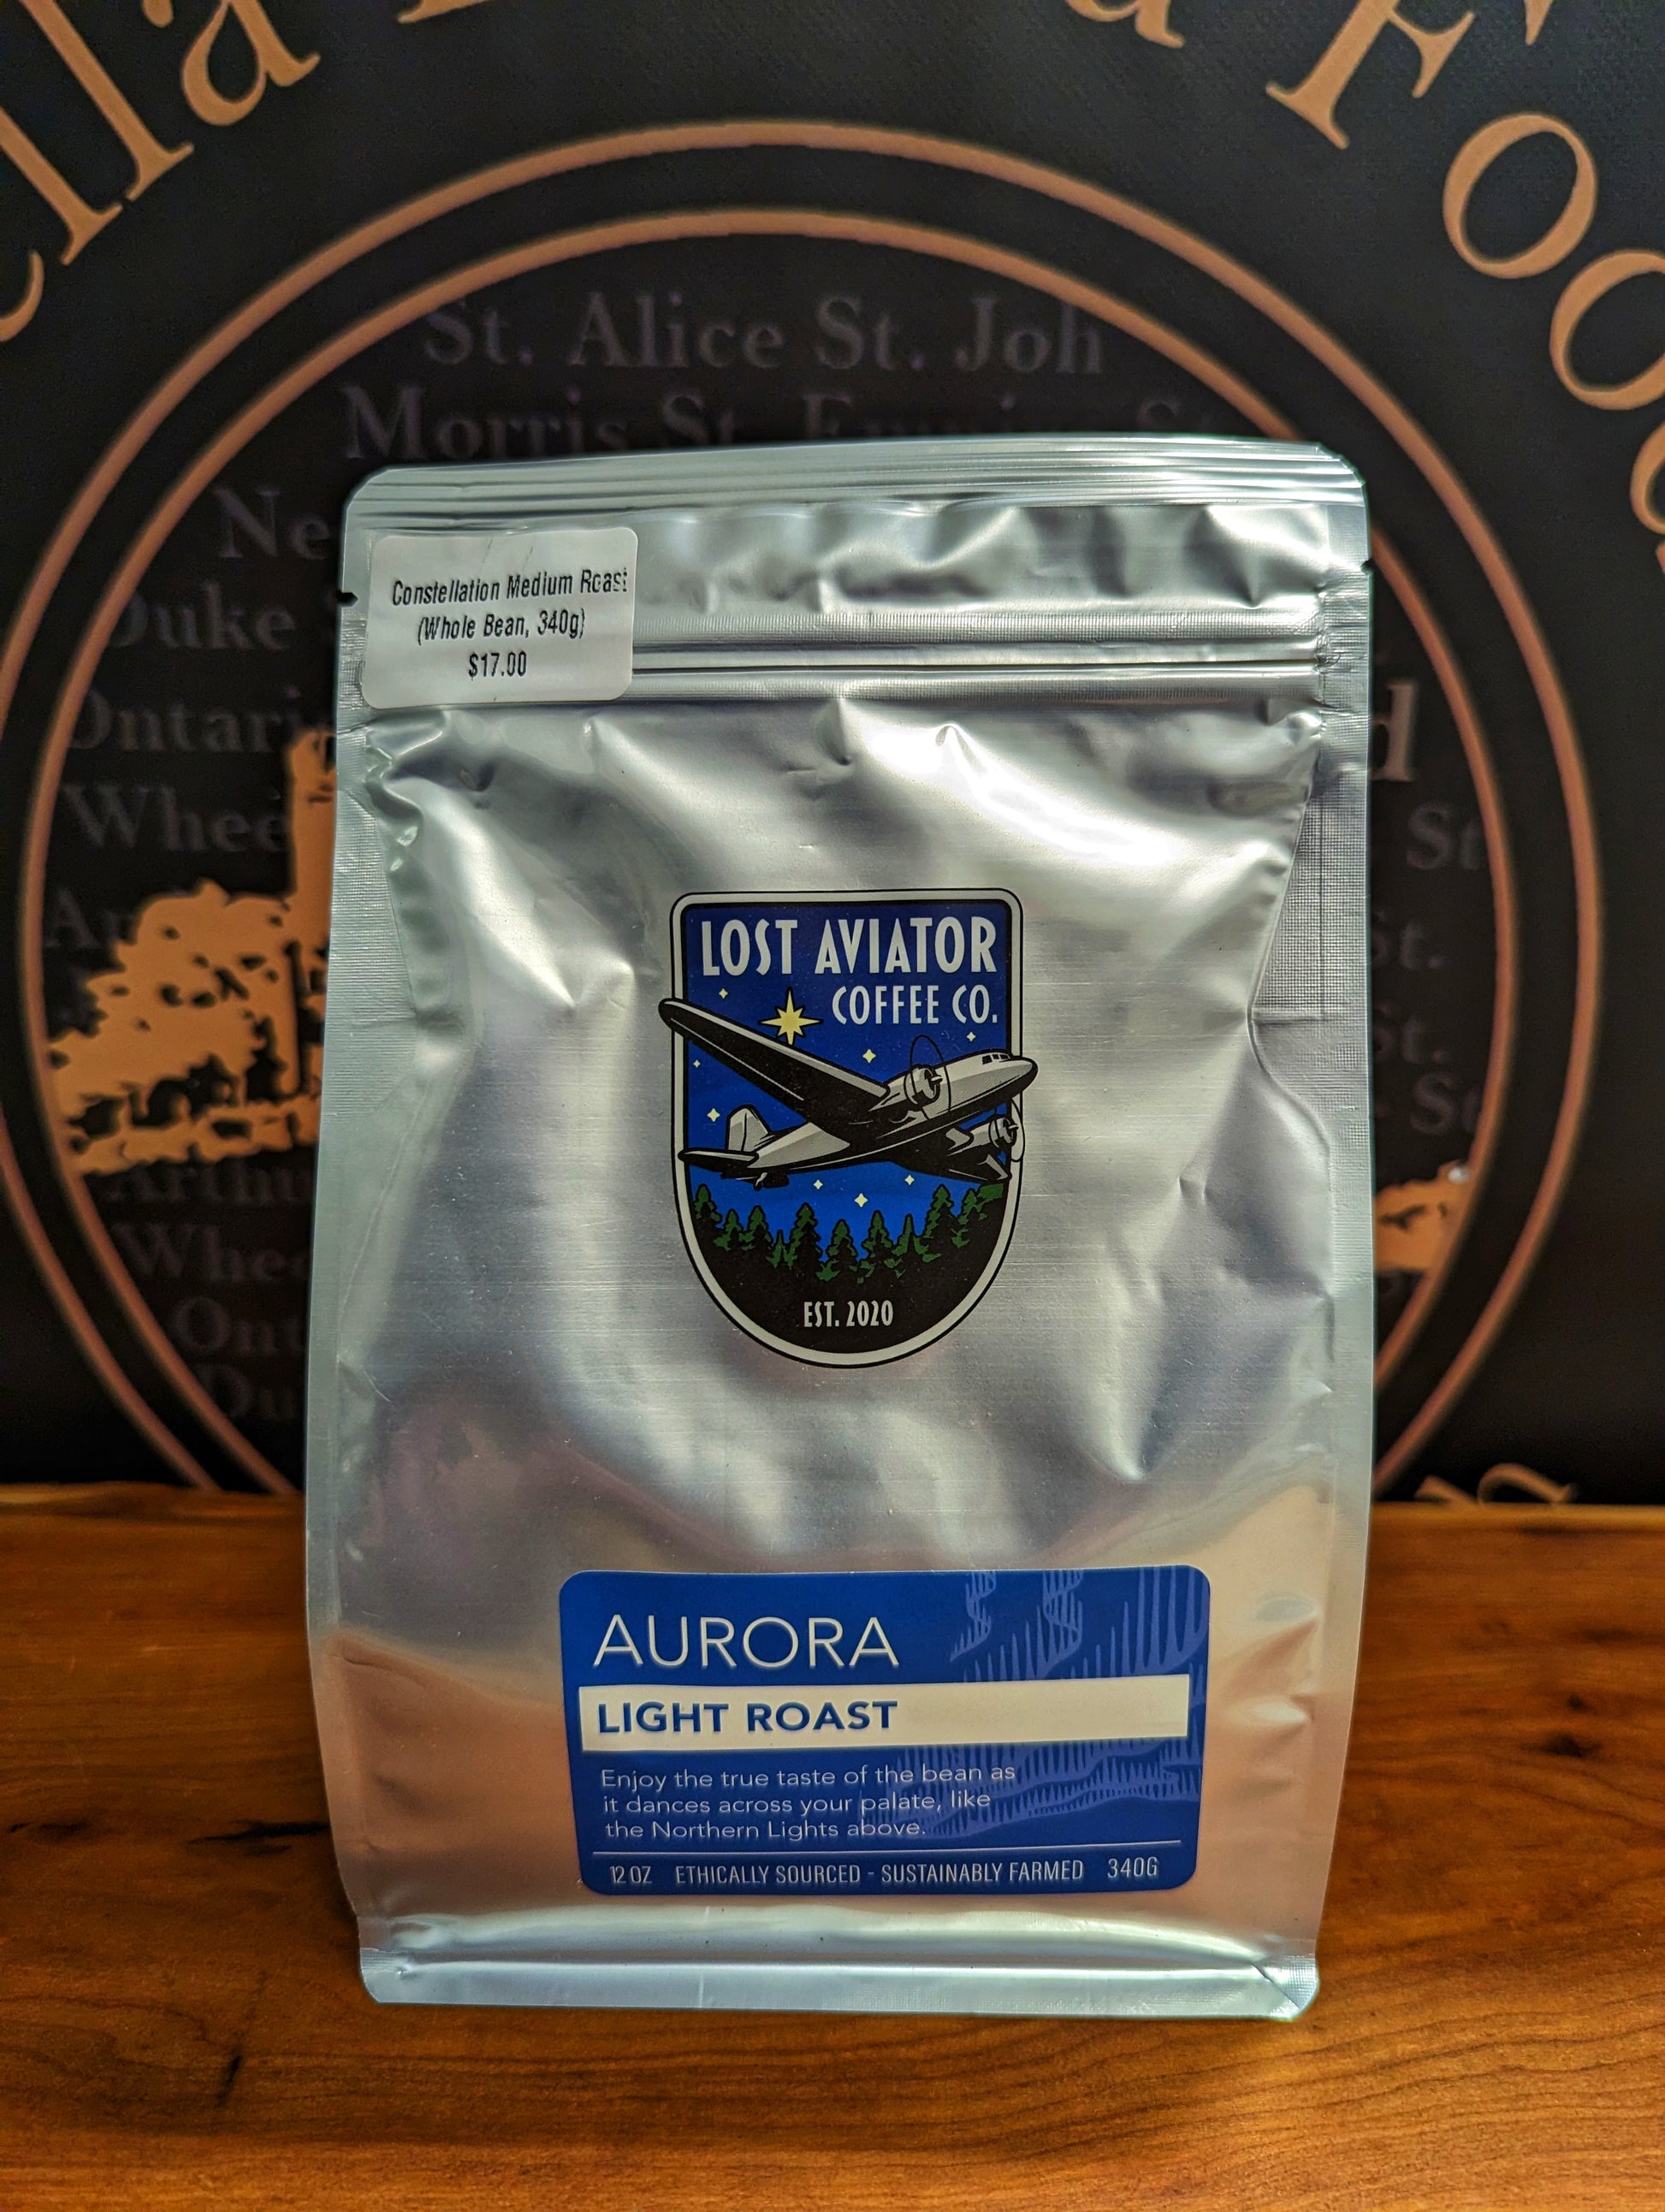 Food
St. Alice St. Joh
Morris St.
Duke
Ontario
Constellation Medium Roast
(Whole Bean, 340g)
$17.00
LOST AVIATOR
COFFEE CO.
EST. 2020
AURORA
LIGHT ROAST
Enjoy the true taste of the bean as
it dances across your palate, like
the Northern Lights above.
12 OZ ETHICALLY SOURCED - SUSTAINABLY FARMED 340G